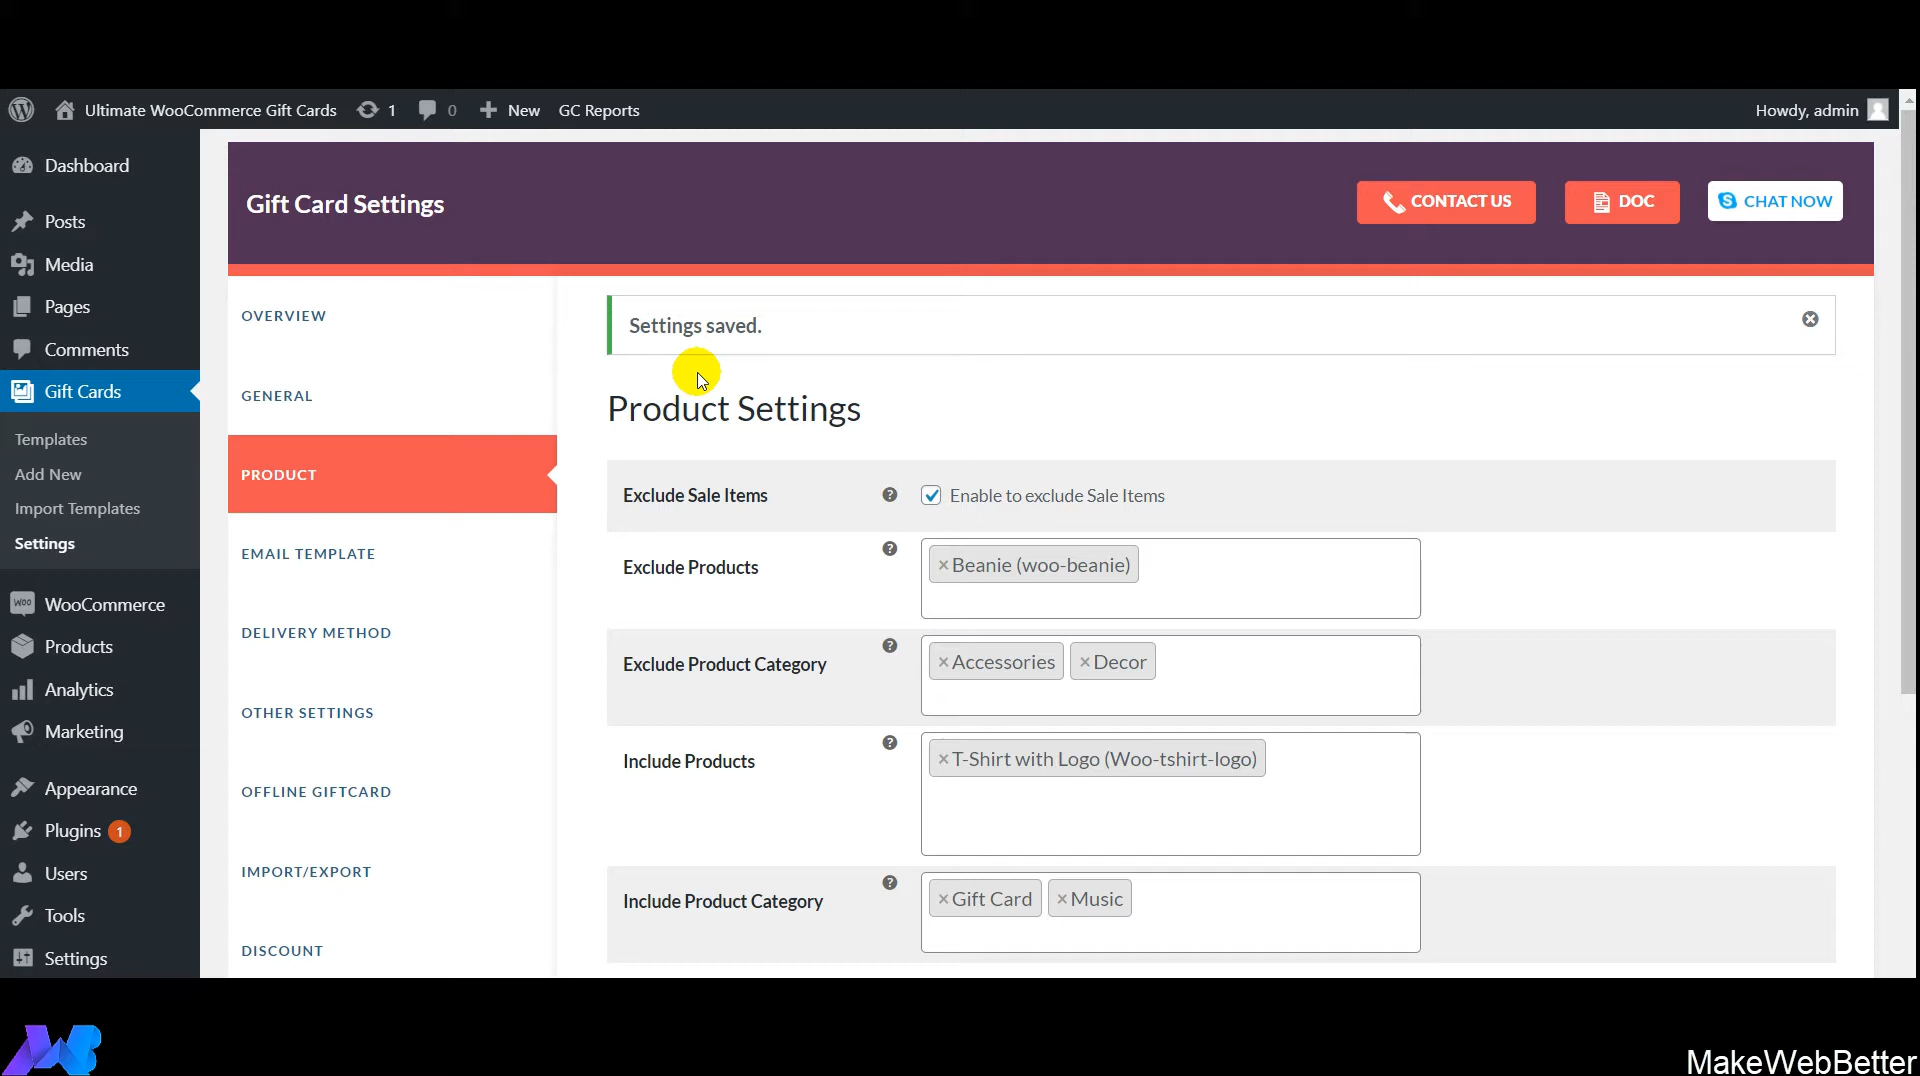 Ultimate WooCommerce Gift Cards 1 0 New GC Reports Howdy, admin
Dashboard
Posts
Media
Pages
Comments
Gift Cards
Templates
Add New
Import Templates
Settings
WOO WooCommerce
Products
Analytics
Marketing
Appearance
Plugins 1
Users
Tools
Settings
Gift Card Settings
CONTACT US
DOC
CHAT NOW
OVERVIEW
GENERAL
PRODUCT
EMAIL TEMPLATE
DELIVERY METHOD
OTHER SETTINGS
OFFLINE GIFTCARD
IMPORT/EXPORT
DISCOUNT
Settings saved.
Product Settings
Exclude Sale Items ? Enable to exclude Sale Items
Exclude Products ? ×Beanie (woo-beanie)
Exclude Product Category ? ×Accessories ×Decor
Include Products ? ×T-Shirt with Logo (Woo-tshirt-logo)
Include Product Category ? ×Gift Card ×Music
MakeWebBetter